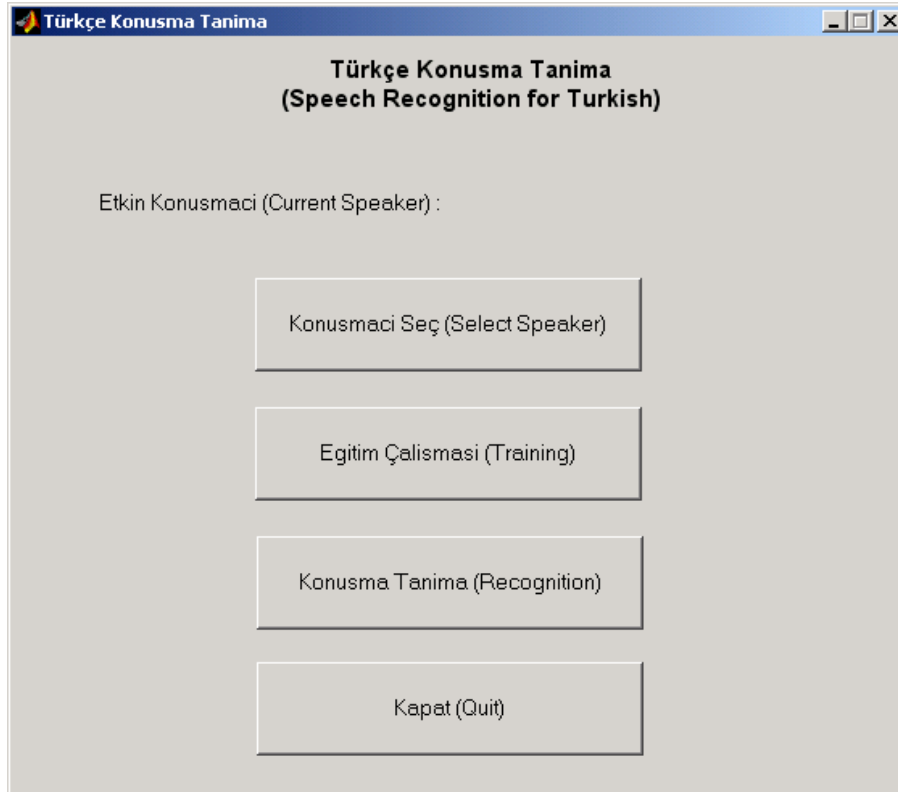 Türkçe Konusma Tanima
Türkçe Konusma Tanima
(Speech Recognition for Turkish)
Etkin Konusmaci (Current Speaker) :
Konusmaci Seç (Select Speaker)
Egitim Çalismasi (Training)
Konusma Tanima (Recognition)
Kapat (Quit)